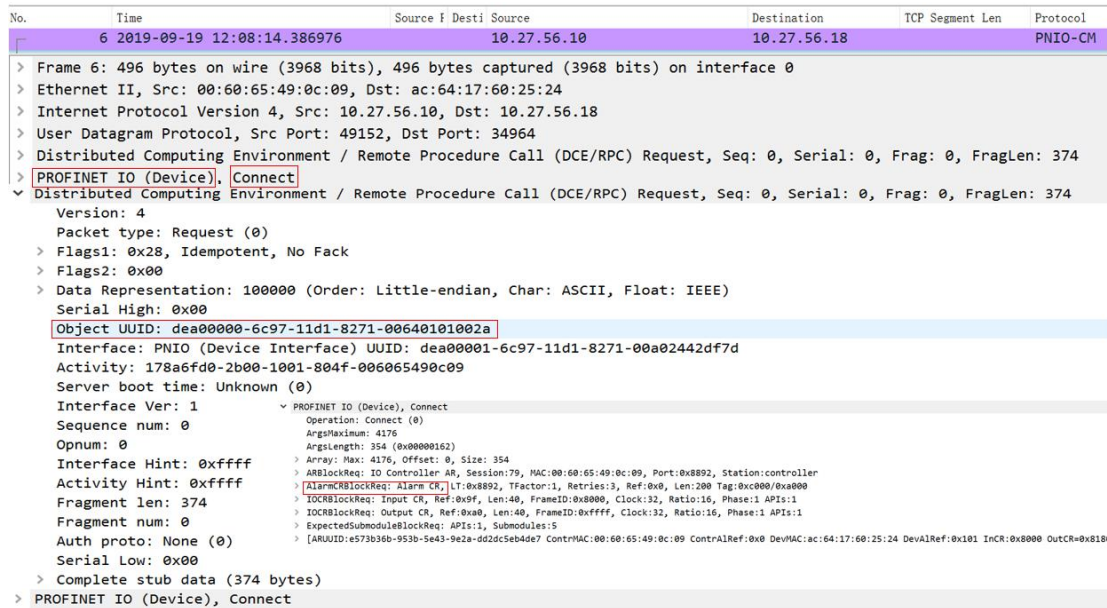 No. Time Source P Desti Source Destination TCP Segment Len Protocol
6 2019-09-19 12:08:14.386976 10.27.56.10 10.27.56.18 PNIO-CM
> Frame 6: 496 bytes on wire (3968 bits), 496 bytes captured (3968 bits) on interface 0
> Ethernet II, Src: 00:60:65:49:0c:09, Dst: ac:64:17:60:25:24
> Internet Protocol Version 4, Src: 10.27.56.10, Dst: 10.27.56.18
> User Datagram Protocol, Src Port: 49152, Dst Port: 34964
> Distributed Computing Environment / Remote Procedure Call (DCE/RPC) Request, Seq: 0, Serial: 0, Frag: 0, FragLen: 374
> PROFINET IO (Device), Connect
Distributed Computing Environment / Remote Procedure Call (DCE/RPC) Request, Seq: 0, Serial: 0, Frag: 0, FragLen: 374
Version: 4
Packet type: Request (0)
> Flags1: 0x28, Idempotent, No Fack
> Flags2: 0x00
> Data Representation: 100000 (Order: Little-endian, Char: ASCII, Float: IEEE)
Serial High: 0x00
Object UUID: dea00000-6c97-11d1-8271-00640101002a
Interface: PNIO (Device Interface) UUID: dea00001-6c97-11d1-8271-00a02442df7d
Activity: 178a6fd0-2b00-1001-804f-006065490c09
Server boot time: Unknown (0)
Interface Ver: 1
Sequence num: 0
Opnum: 0
Interface Hint: 0xffff
Activity Hint: 0xffff
Fragment len: 374
Fragment num: 0
Auth proto: None (0)
Serial Low: 0x00
> Complete stub data (374 bytes)
PROFINET IO (Device), Connect
Operation: Connect (0)
ArgsMaximum: 4176
ArgsLength: 354 (0x00000162)
> Array: Max: 4176, Offset: 0, Size: 354
> ARBlockReq: IO Controller AR, Session:79, MAC:00:60:65:49:0c:09, Port:0x8892, Station:controller
> AlarmCRBlockReq: Alarm CR, LT:0x8892, TFactor:1, Retries:3, Ref:0x0, Len:200 Tag:0xc000/0xa000
> IOCRBlockReq: Input CR, Ref:0x9f, Len:40, FrameID:0x8000, Clock:32, Ratio:16, Phase:1 APIs:1
> IOCRBlockReq: Output CR, Ref:0xa0, Len:40, FrameID:0xffff, Clock:32, Ratio:16, Phase:1 APIs:1
> ExpectedSubmoduleBlockReq: APIs:1, Submodules:5
> [ARUUID:e573b36b-953b-5e43-9e2a-dd2dc5eb4de7 ContrMAC:00:60:65:49:0c:09 ContrAlRef:0x0 DevMAC:ac:64:17:60:25:24 DevAlRef:0x101 InCR:0x8000 OutCR=0x818
> PROFINET IO (Device), Connect